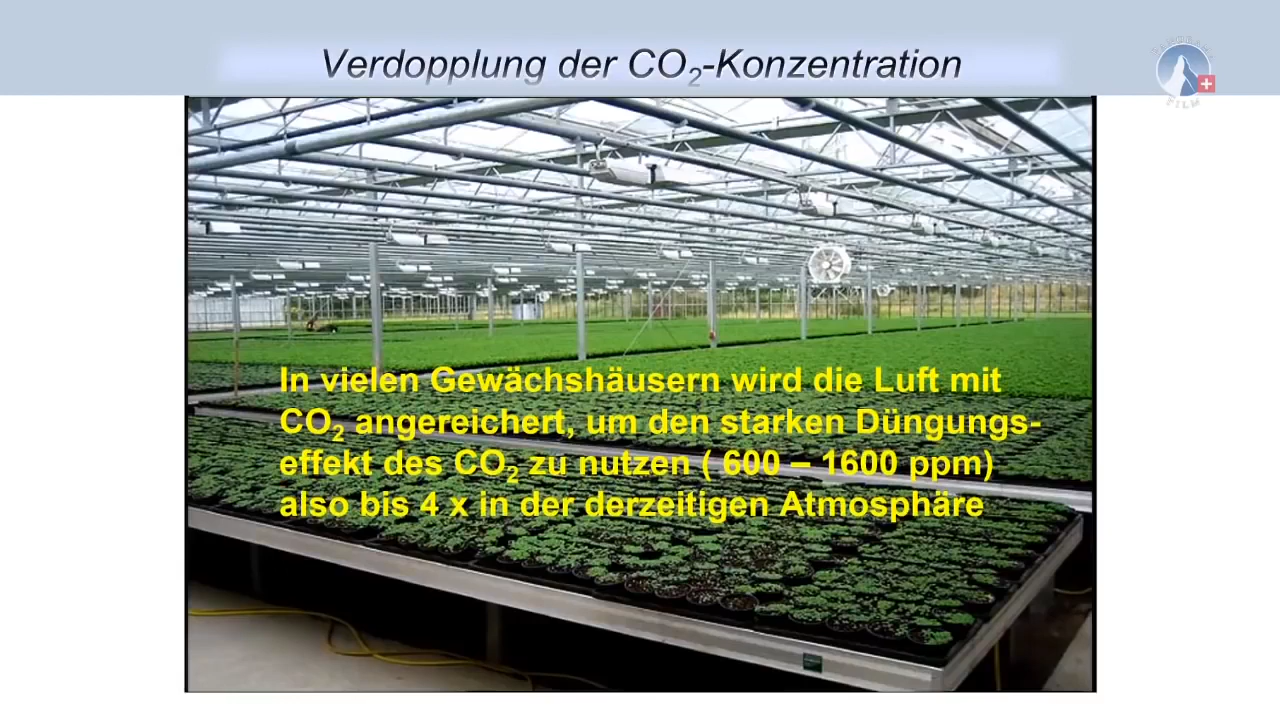 Verdopplung der CO₂-Konzentration
FILM
In vielen Gewächshäusern wird die Luft mit
CO₂ angereichert, um den starken Düngungs-
effekt des CO₂ zu nutzen ( 600 – 1600 ppm)
also bis 4 x in der derzeitigen Atmosphäre